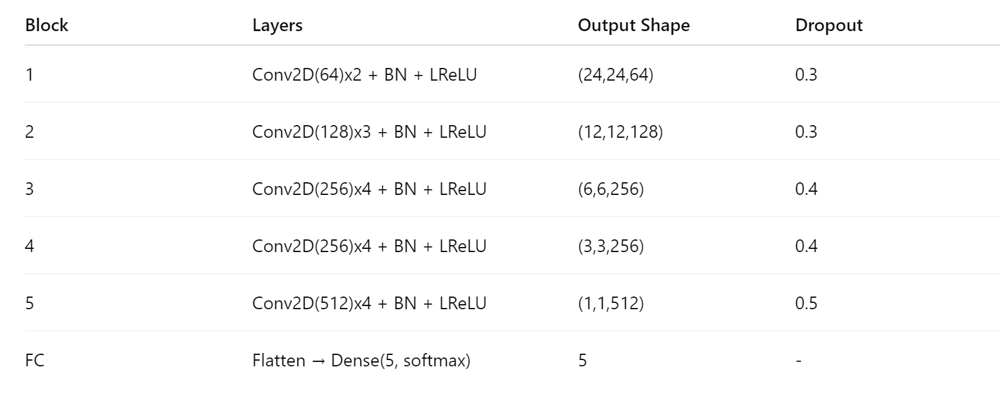 Block Layers Output Shape Dropout
1 Conv2D(64)x2 + BN + LReLU (24,24,64) 0.3
2 Conv2D(128)x3 + BN + LReLU (12,12,128) 0.3
3 Conv2D(256)x4 + BN + LReLU (6,6,256) 0.4
4 Conv2D(256)x4 + BN + LReLU (3,3,256) 0.4
5 Conv2D(512)x4 + BN + LReLU (1,1,512) 0.5
FC Flatten → Dense(5, softmax) 5 -